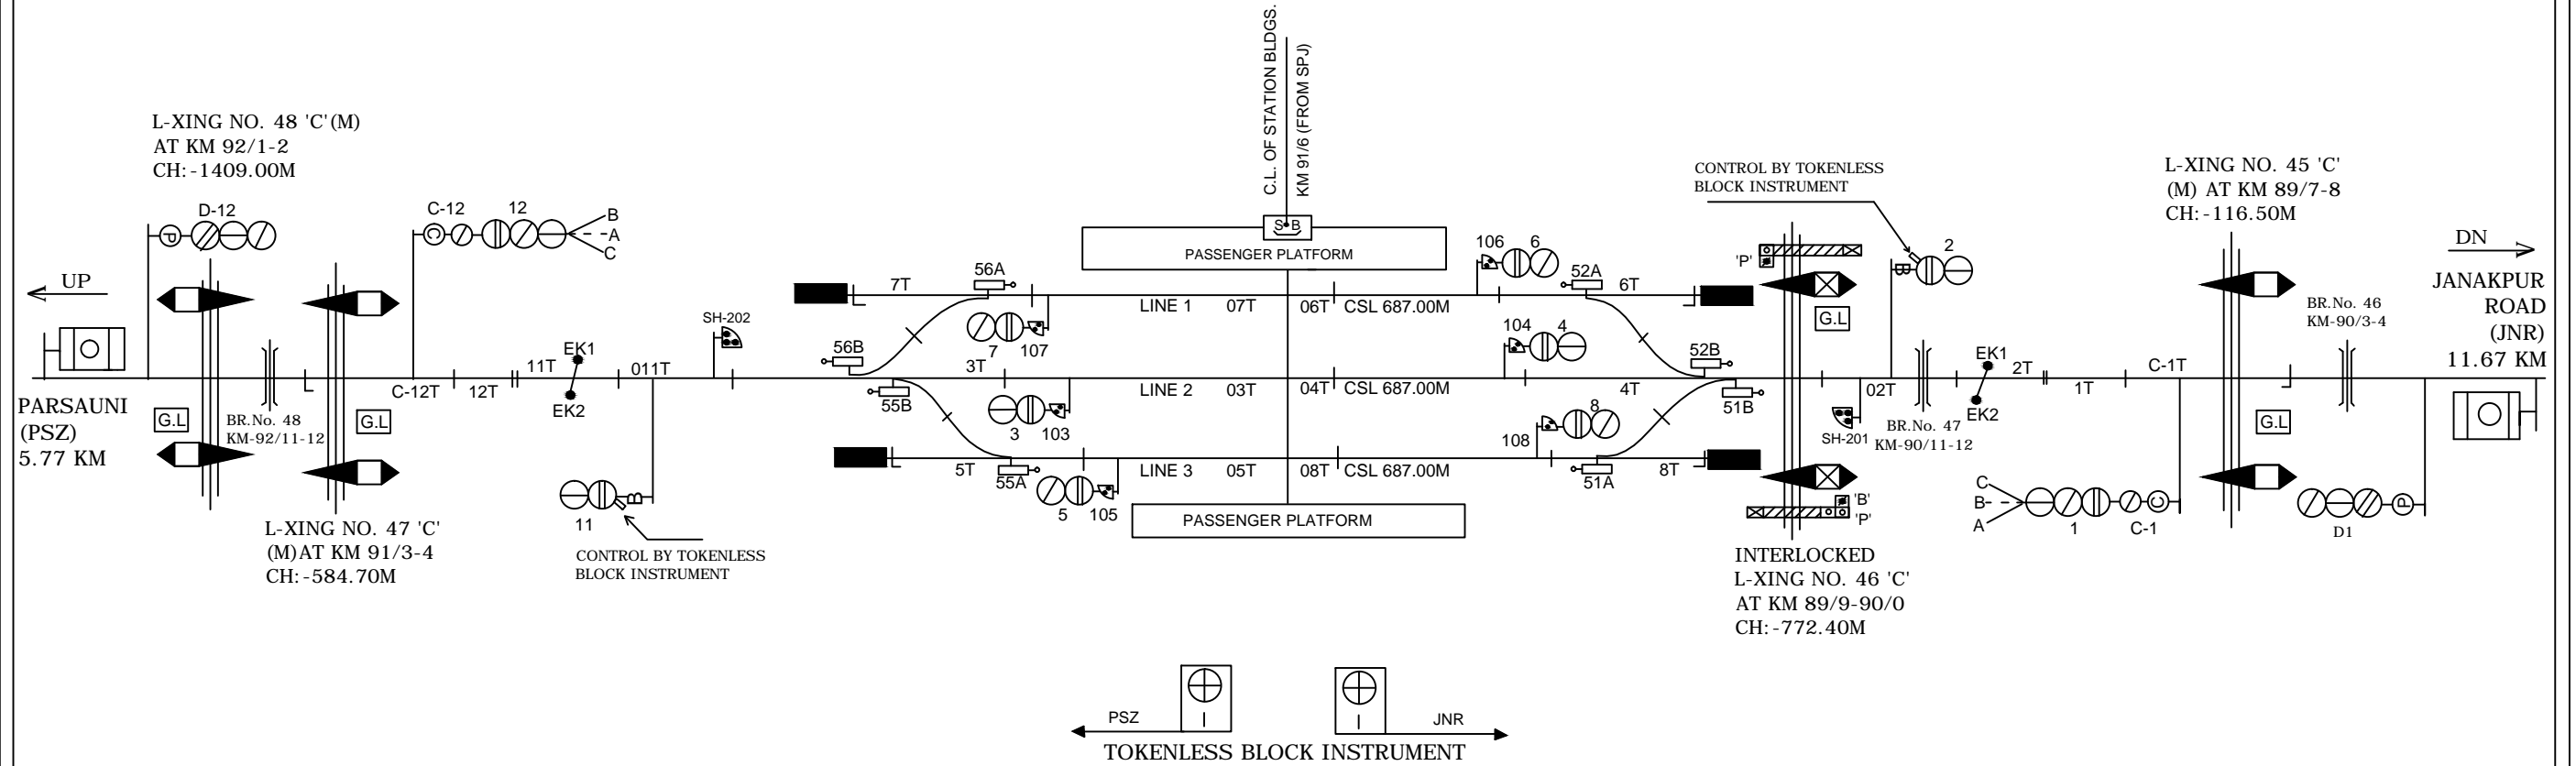 C.L. OF STATION BLDGS.
KM 91/6 (FROM SPJ)
L-XING NO. 48 'C'(M)
AT KM 92/1-2
CH:-1409.00M
D-12
P
C-12
12
C
B
A
C
UP
PARSAUNI
(PSZ)
5.77 KM
G.L
BR.No. 48
KM-92/11-12
G.L
L-XING NO. 47 'C'
(M)AT KM 91/3-4
CH:-584.70M
C-12T
12T
11T
EK1
EK2
011T
SH-202
11
B
CONTROL BY TOKENLESS
BLOCK INSTRUMENT
S B
PASSENGER PLATFORM
7T
56A
56B
7
107
LINE 1
07T
06T
CSL 687.00M
106
6
52A
6T
3T
55B
3
103
LINE 2
03T
04T
CSL 687.00M
104
4
4T
52B
51B
5T
55A
5
105
LINE 3
05T
08T
CSL 687.00M
108
8
51A
8T
PASSENGER PLATFORM
CONTROL BY TOKENLESS
BLOCK INSTRUMENT
'P'
G.L
B
2
'B'
'P'
INTERLOCKED
L-XING NO. 46 'C'
AT KM 89/9-90/0
CH:-772.40M
SH-201
02T
BR.No. 47
KM-90/11-12
EK1
EK2
2T
1T
C-1T
C
B
A
1
C-1
C
L-XING NO. 45 'C'
(M) AT KM 89/7-8
CH:-116.50M
G.L
BR.No. 46
KM-90/3-4
D1
P
DN
JANAKPUR
ROAD
(JNR)
11.67 KM
PSZ
JNR
TOKENLESS BLOCK INSTRUMENT